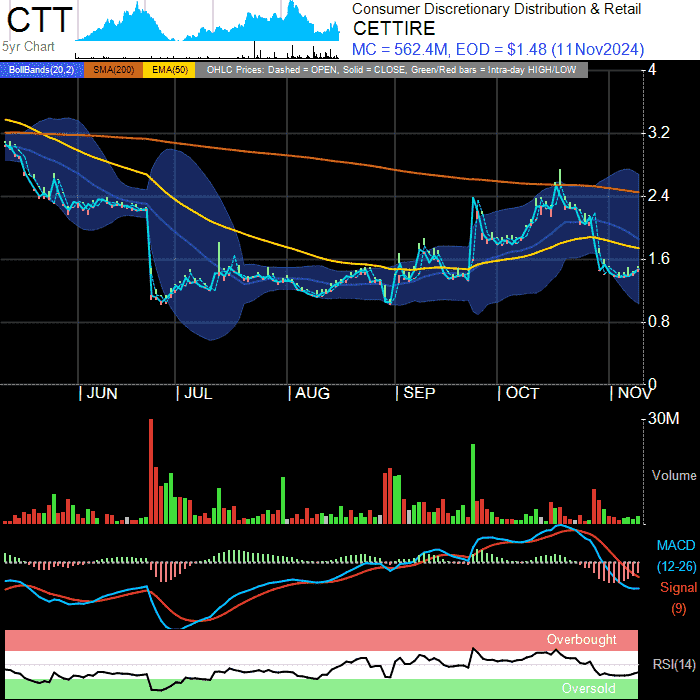 CTT
5yr Chart
Consumer Discretionary Distribution & Retail
CETTIRE
MC = 562.4M, EOD = $1.48 (11Nov2024)
BollBands(20,2) SMA(200) EMA(50) OHLC Prices: Dashed = OPEN, Solid = CLOSE, Green/Red bars = Intra-day HIGH/LOW
4
3.2
2.4
1.6
0.8
0
| JUN | JUL | AUG | SEP | OCT | NOV
30M
Volume
MACD
(12-26)
Signal
(9)
Overbought
RSI(14)
Oversold